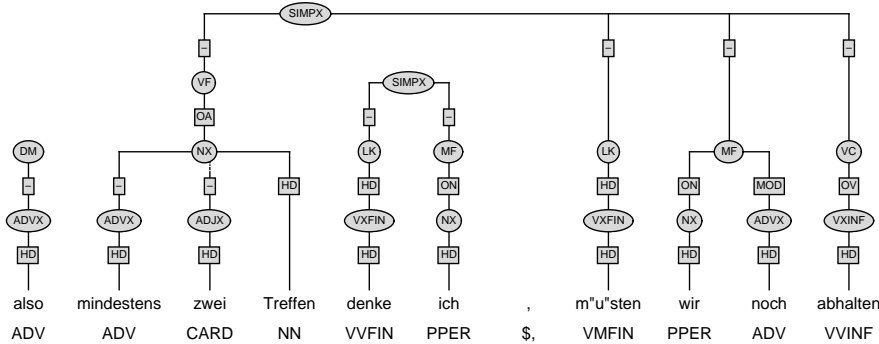 SIMPX
– – – –
VF SIMPX
OA – –
DM NX LK MF LK MF VC
– – – HD HD ON HD ON MOD OV
ADVX ADVX ADJX VXFIN NX VXFIN NX ADVX VXINF
HD HD HD HD HD HD HD HD HD
also mindestens zwei Treffen denke ich , m"u"sten wir noch abhalten
ADV ADV CARD NN VVFIN PPER $, VMFIN PPER ADV VVINF